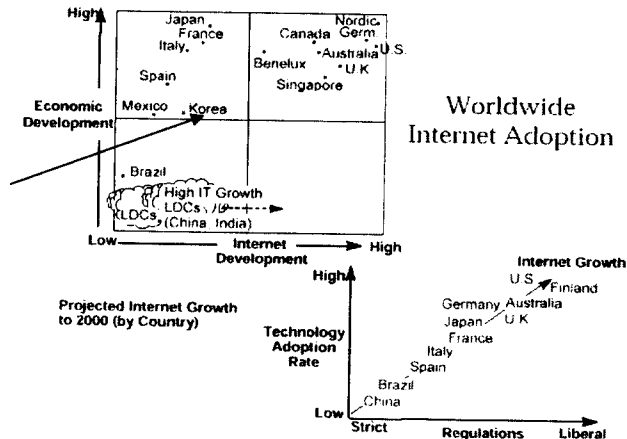 High
Japan
France
Italy
Spain
Mexico
Korea
Economic
Development
Nordic
Canada
Germ.
Australia
U.S.
Benelux
U.K
Singapore
Brazil
High IT Growth
LDCs
LDCs
(China India)
Low
Internet
Development
High
Worldwide
Internet Adoption
Projected Internet Growth
to 2000 (by Country)
High
Technology
Adoption
Rate
Low
Internet Growth
U.S
Finland
Germany
Australia
Japan
U.K
France
Italy
Spain
Brazil
China
Strict
Regulations
Liberal